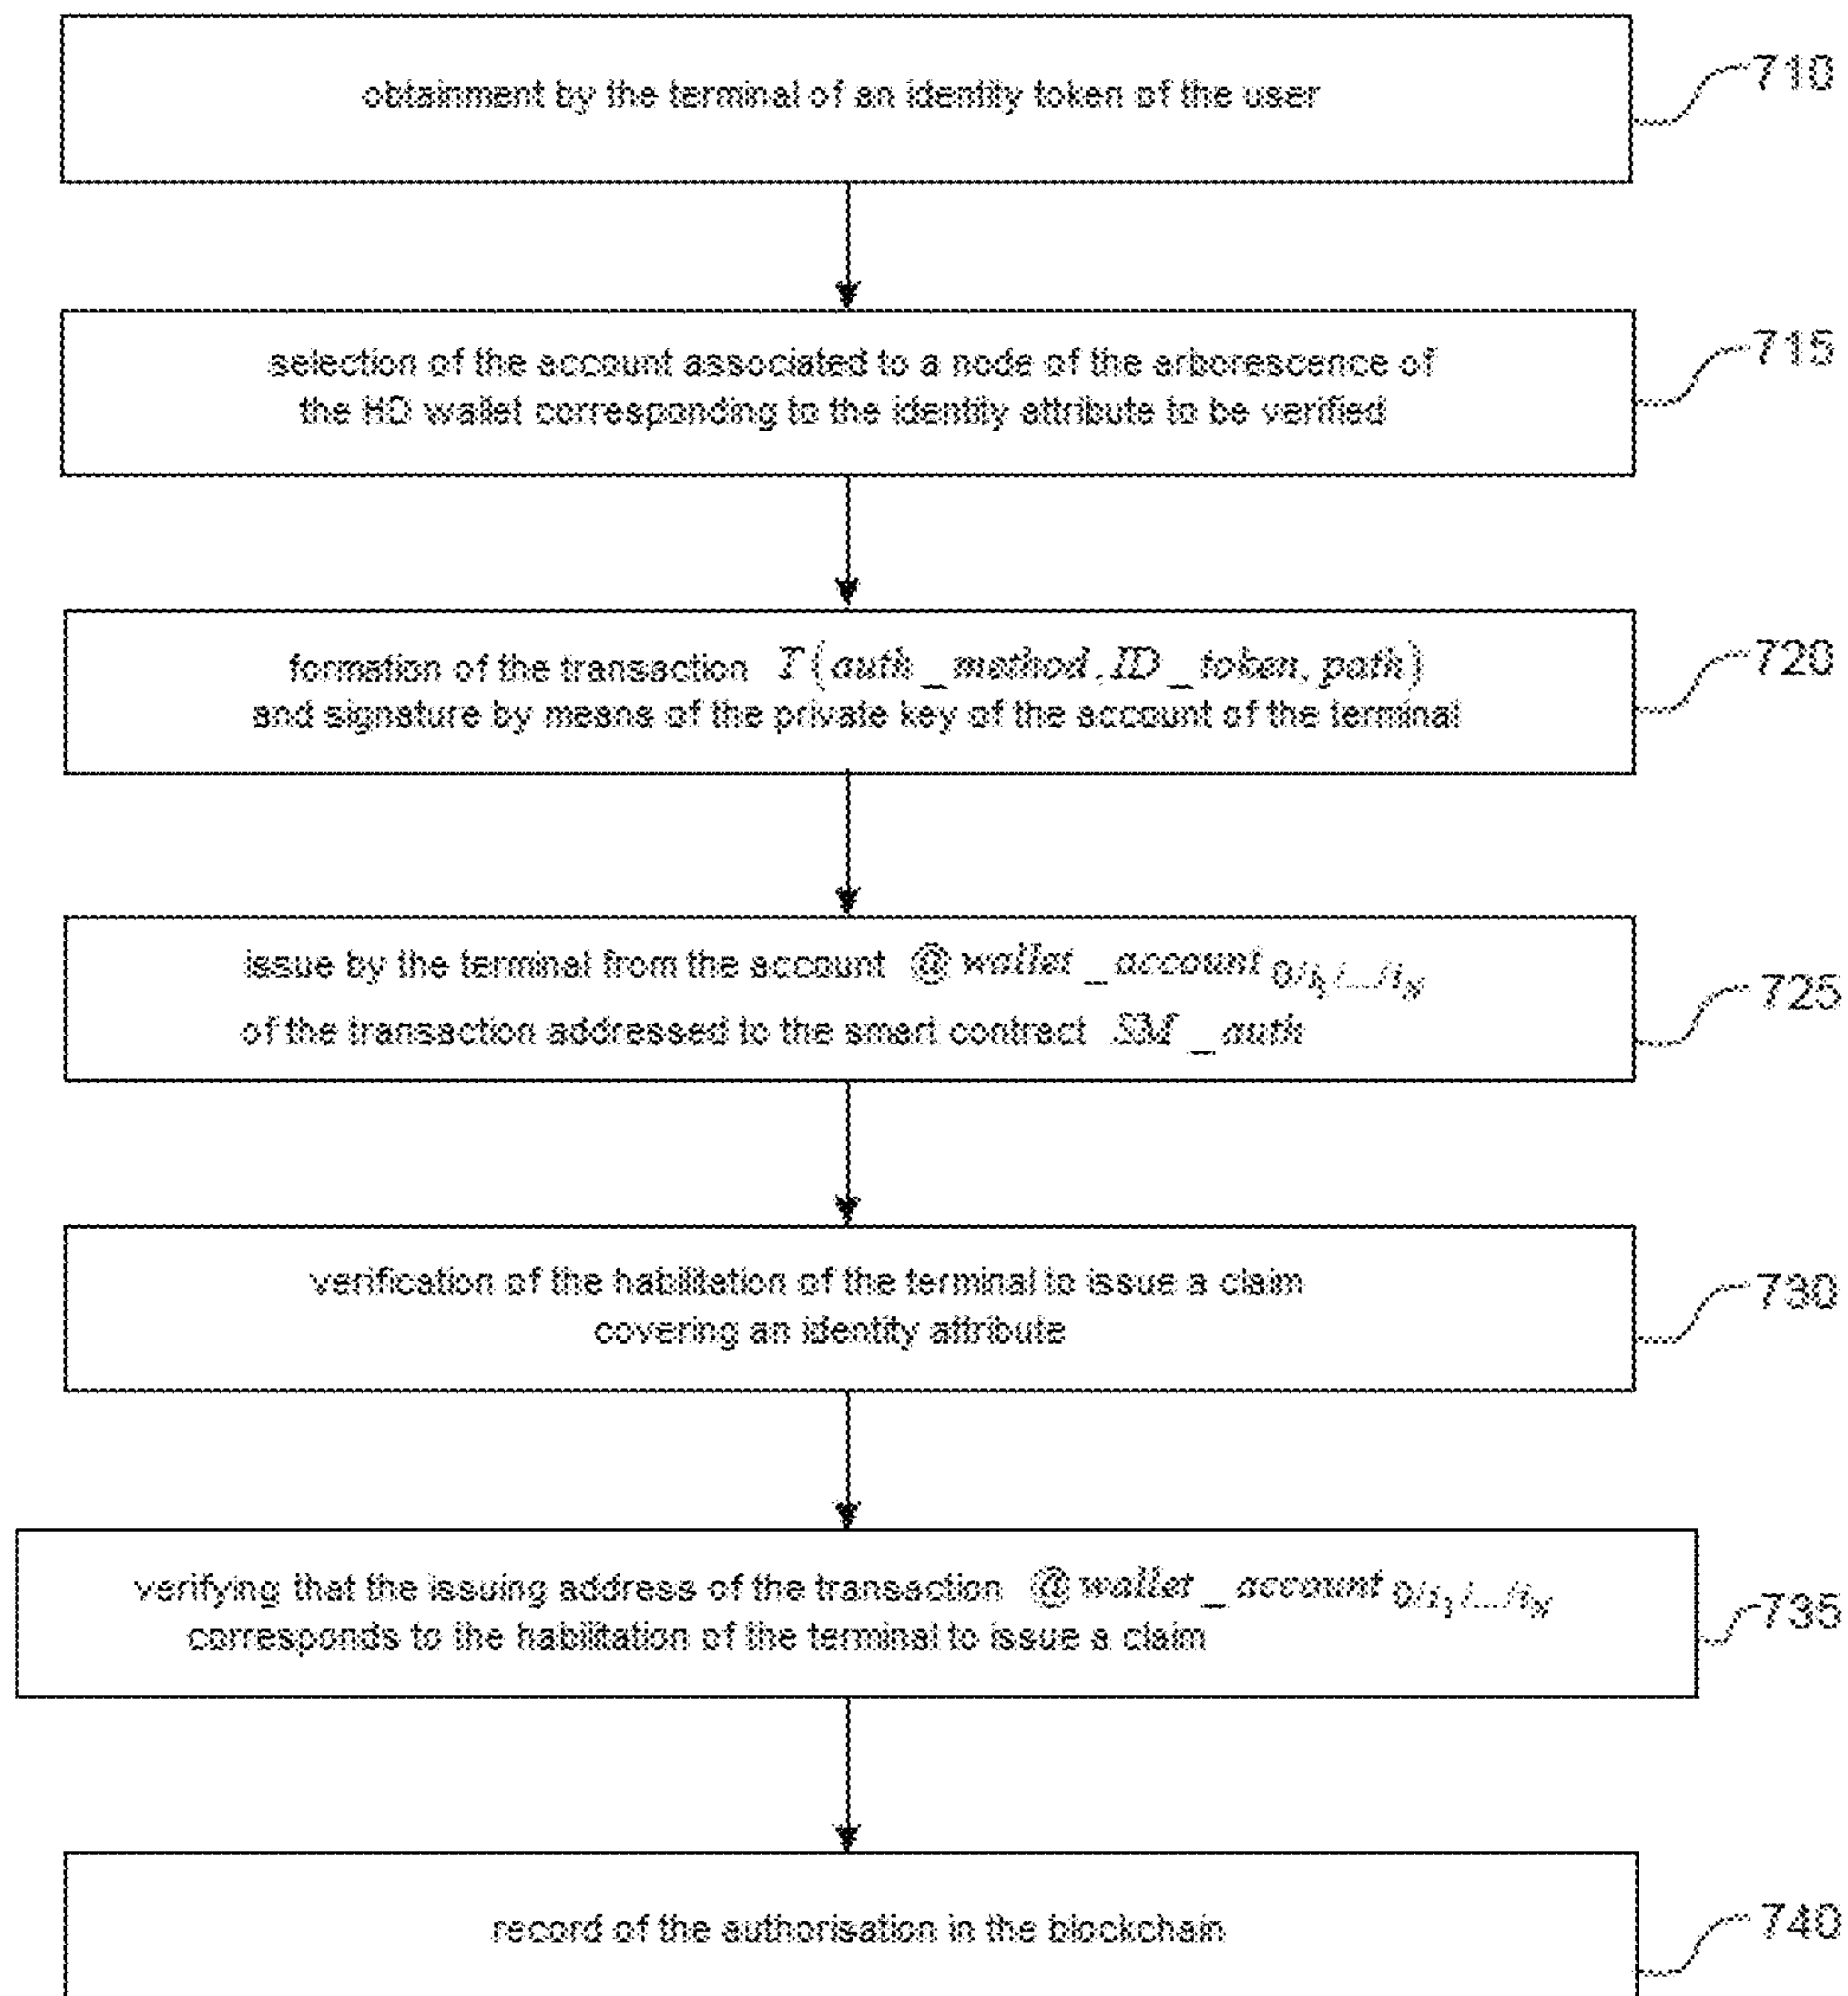 obtainment by the terminal of an identity token of the user
710
selection of the account associated to a node of the arborescence of
the HD wallet corresponding to the identity attribute to be verified
715
formation of the transaction T(auth_method,ID_token,path)
and signature by means of the private key of the account of the terminal
720
issue by the terminal from the account @wallet_account 0/i1/.../iN
of the transaction addressed to the smart contract SM_auth
725
verification of the habilitation of the terminal to issue a claim
covering an identity attribute
730
verifying that the issuing address of the transaction @wallet_account 0/i1/.../iN
corresponds to the habilitation of the terminal to issue a claim
735
record of the authorisation in the blockchain
740